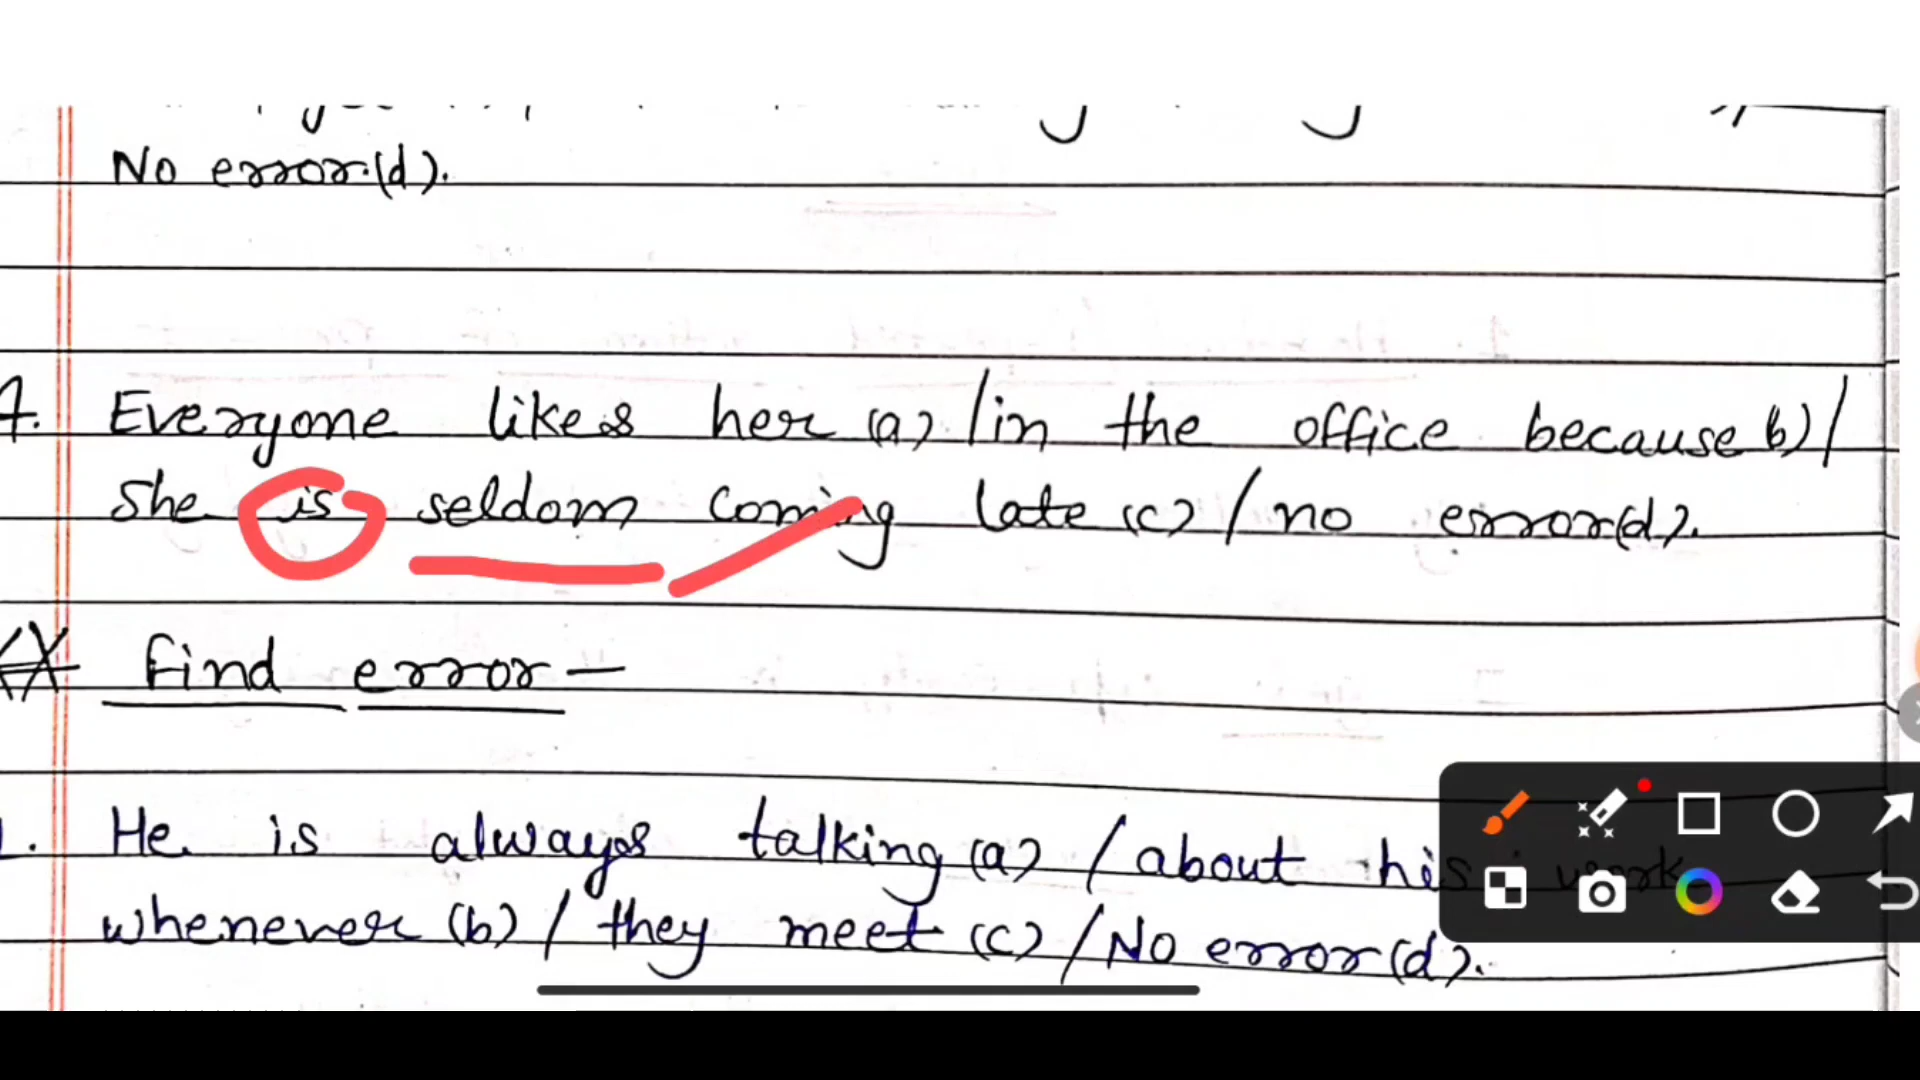 No error.(d).
4. Everyone likes her (a) / in the office because b) /
she is seldom coming late (c) / no error(d).
Find error -
1. He is always talking (a) / about his work
whenever (b) / they meet (c) / No error (d).